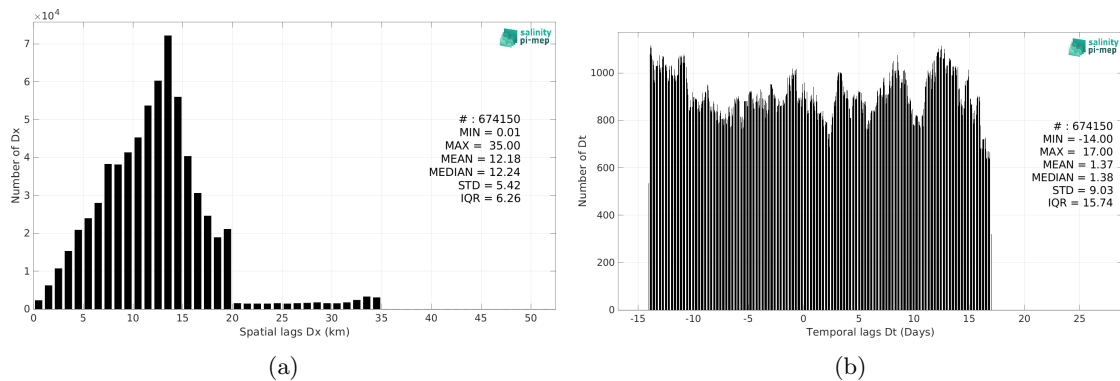 ×10⁴
7
6
5
4
3
2
1
0
Number of Dx
0 5 10 15 20 25 30 35 40 45 50
Spatial lags Dx (km)
salinity
pi-mep
# : 674150
MIN = 0.01
MAX = 35.00
MEAN = 12.18
MEDIAN = 12.24
STD = 5.42
IQR = 6.26
(a)
1000
800
600
400
200
0
Number of Dt
-15 -10 -5 0 5 10 15 20 25
Temporal lags Dt (Days)
salinity
pi-mep
# : 674150
MIN = -14.00
MAX = 17.00
MEAN = 1.37
MEDIAN = 1.38
STD = 9.03
IQR = 15.74
(b)